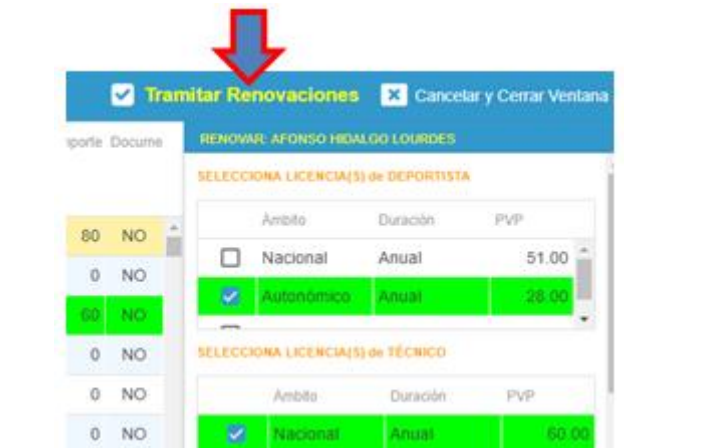 Tramitar Renovaciones Cancelar y Cerrar Ventana
porte Docume RENOVAR: AFONSO HIDALGO LOURDES
SELECCIONA LICENCIA(S) de DEPORTISTA
Ámbito Duración PVP
80 NO
Nacional Anual 51.00
0 NO
Autonómico Anual 28.00
60 NO
0 NO
SELECCIONA LICENCIA(S) de TÉCNICO
0 NO
Ámbito Duración PVP
0 NO
Nacional Anual 60.00